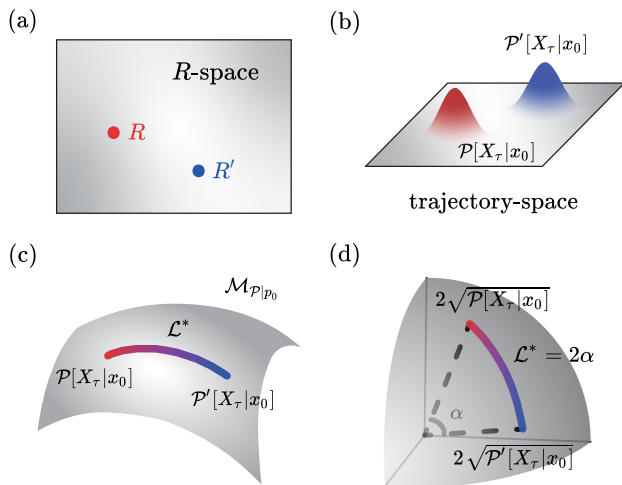 (a)
R-space
R
R′
(b)
𝒫′[X_τ|x_0]
𝒫[X_τ|x_0]
trajectory-space
(c)
ℳ_{𝒫|p_0}
ℒ*
𝒫[X_τ|x_0]
𝒫′[X_τ|x_0]
(d)
2√𝒫[X_τ|x_0]
ℒ* = 2α
α
2√𝒫′[X_τ|x_0]